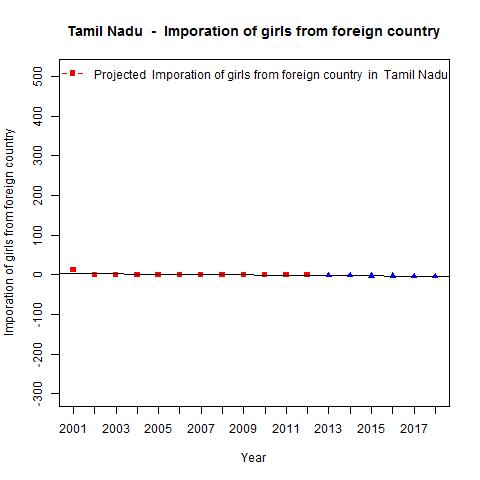 Tamil Nadu - Imporation of girls from foreign country
Projected Imporation of girls from foreign country in Tamil Nadu
Imporation of girls from foreign country
500
400
300
200
100
0
-100
-200
-300
2001 2003 2005 2007 2009 2011 2013 2015 2017
Year